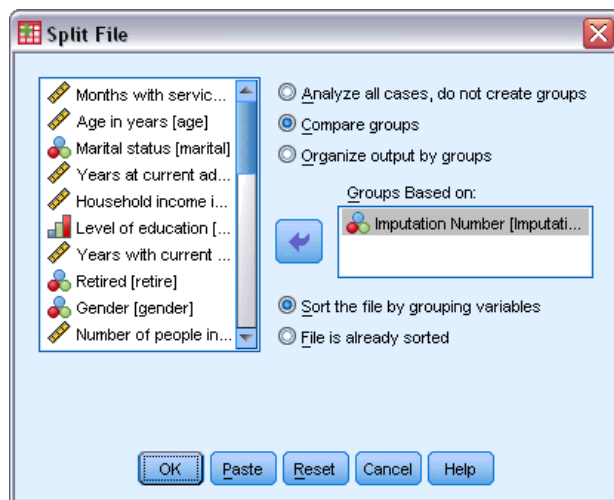 Split File
Months with servic...
Age in years [age]
Marital status [marital]
Years at current ad...
Household income i...
Level of education [...
Years with current ...
Retired [retire]
Gender [gender]
Number of people in...
Analyze all cases, do not create groups
Compare groups
Organize output by groups
Groups Based on:
Imputation Number [Imputati...
Sort the file by grouping variables
File is already sorted
OK
Paste
Reset
Cancel
Help